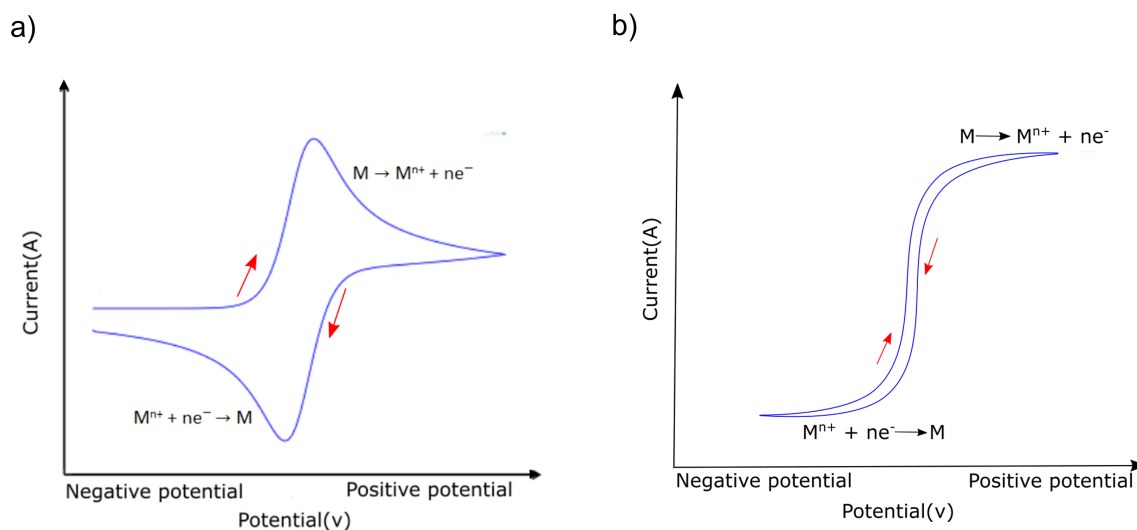 a)
Current(A)
M → Mⁿ⁺ + ne⁻
Mⁿ⁺ + ne⁻ → M
Negative potential
Positive potential
Potential(v)
b)
Current(A)
M → Mⁿ⁺ + ne⁻
Mⁿ⁺ + ne⁻ → M
Negative potential
Positive potential
Potential(v)